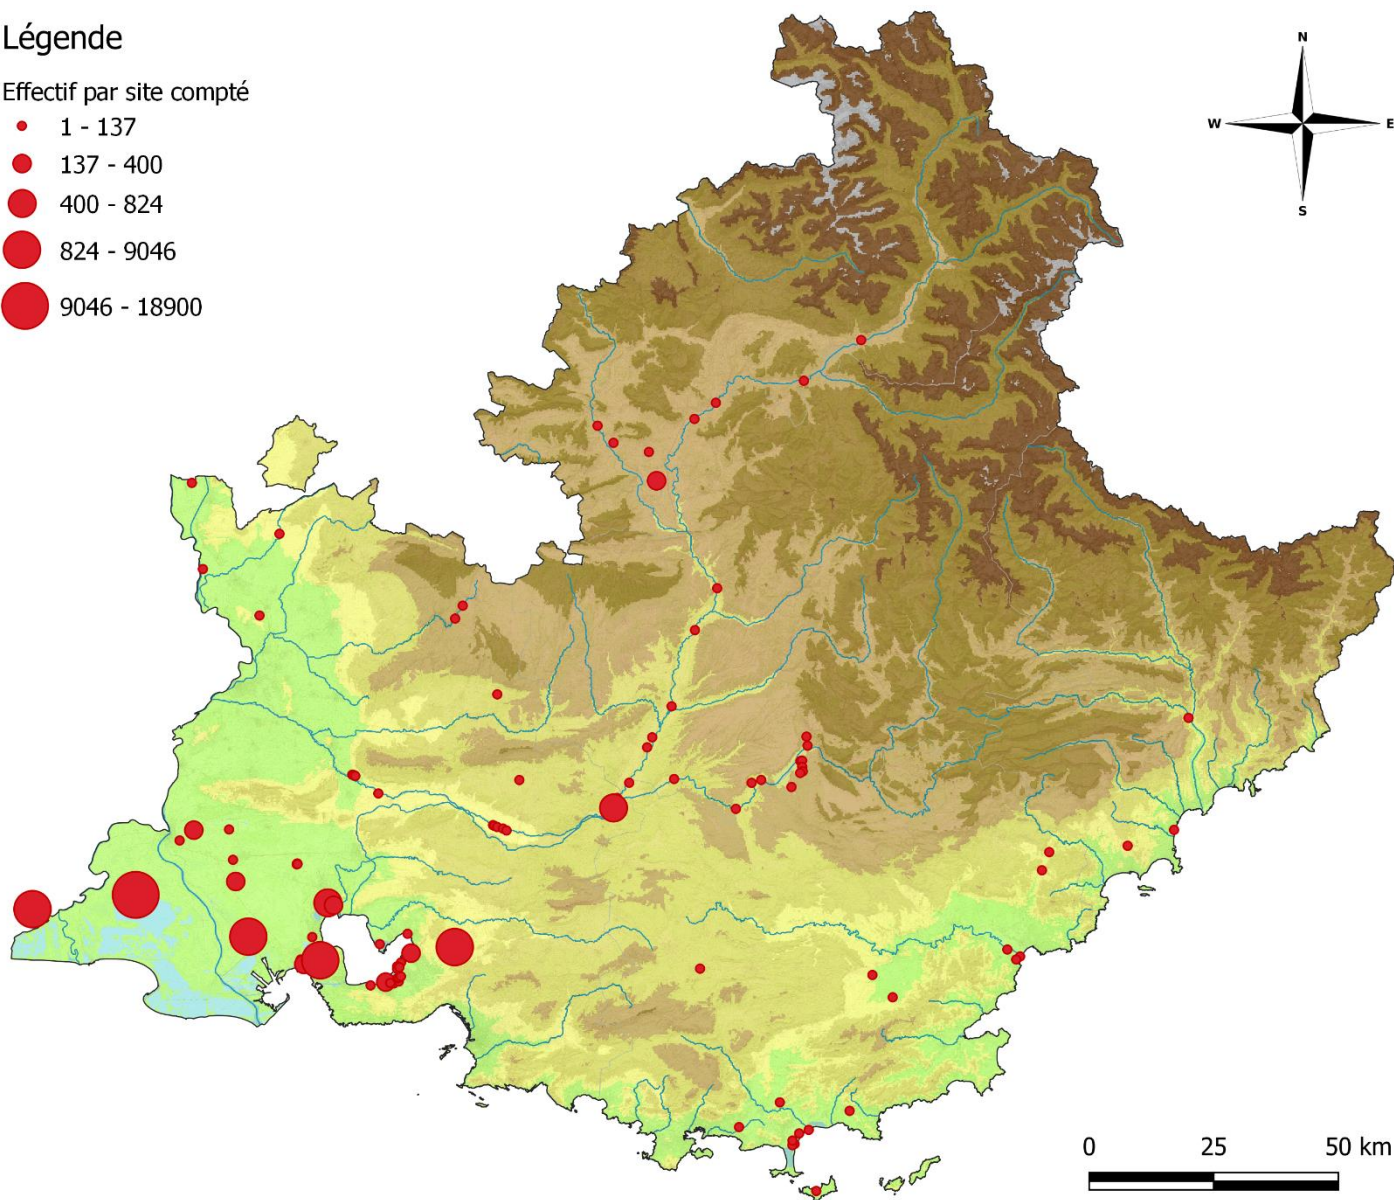 Légende
Effectif par site compté
1 - 137
137 - 400
400 - 824
824 - 9046
9046 - 18900
N
W E
S
0 25 50 km